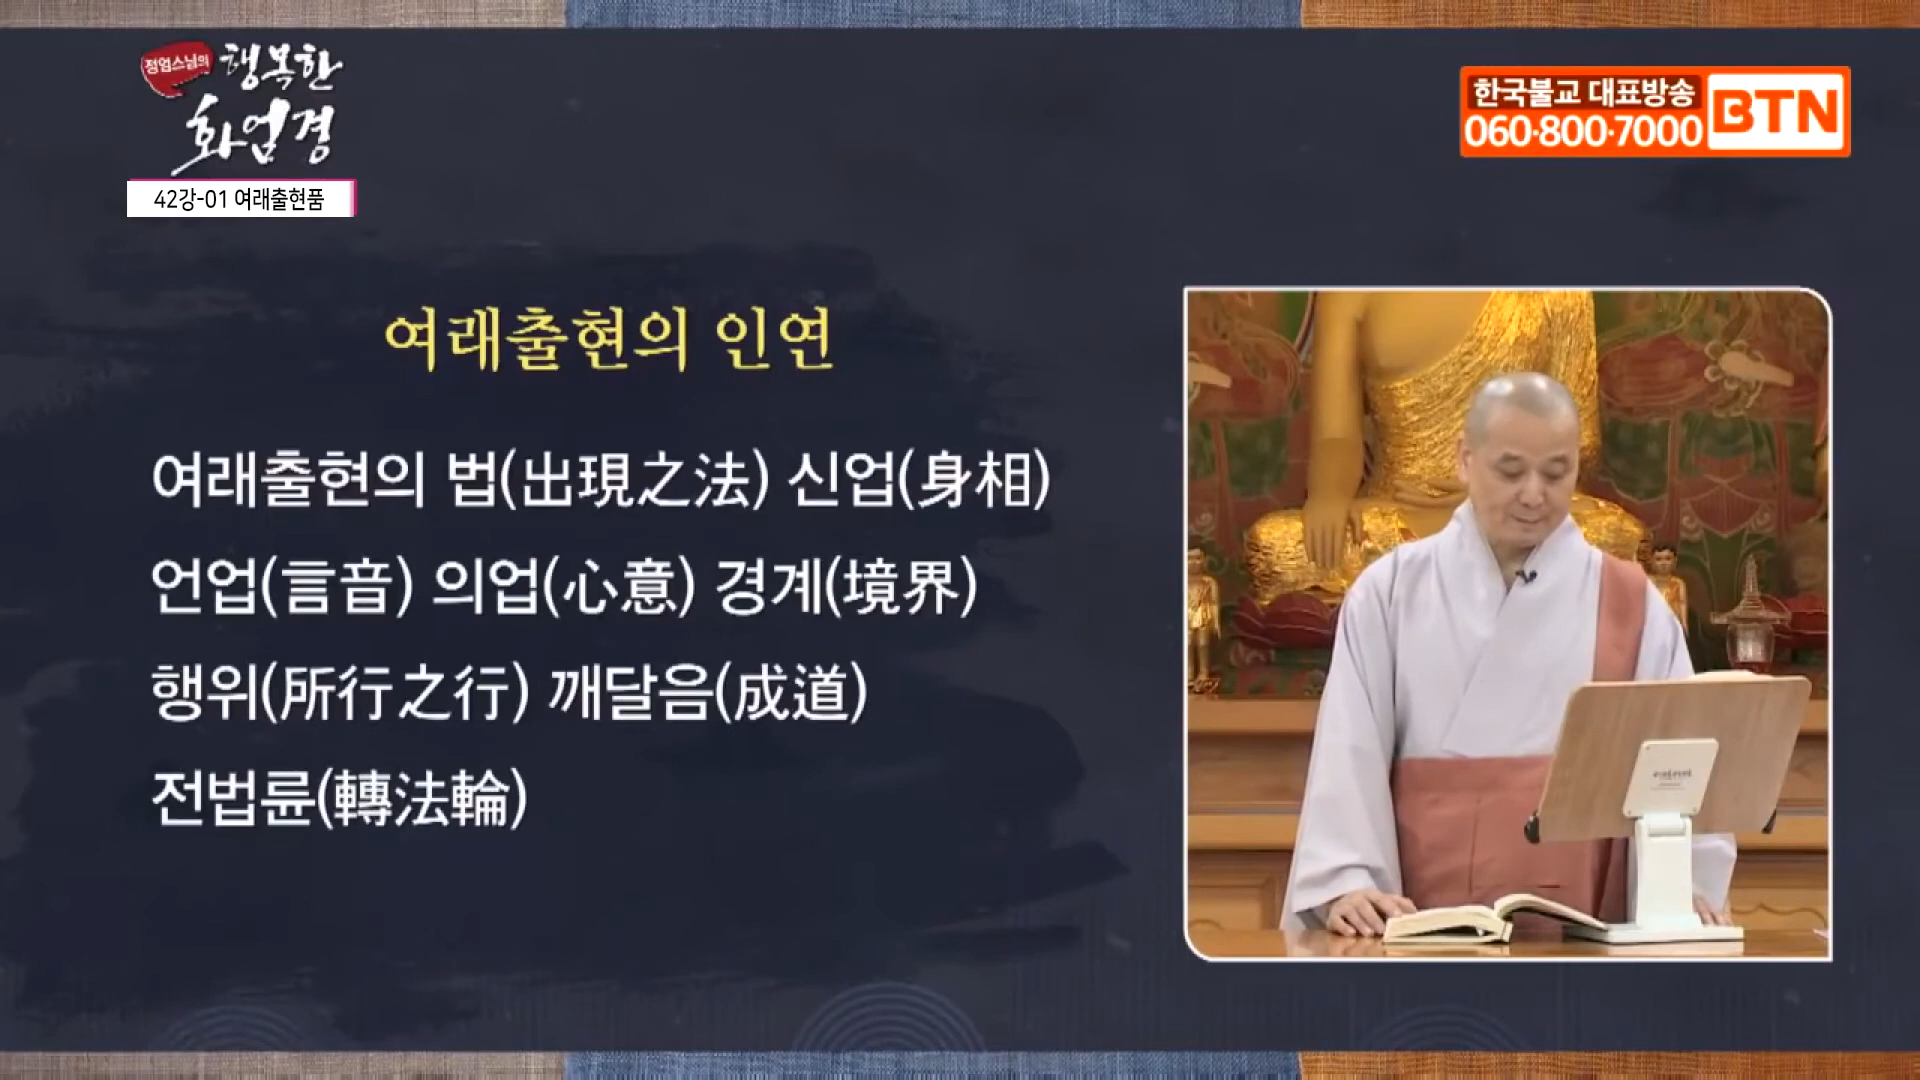 정엄스님의 행복한
화엄경
42강-01 여래출현품
한국불교 대표방송
060·800·7000
BTN
여래출현의 인연
여래출현의 법(出現之法) 신업(身相)
언업(言音) 의업(心意) 경계(境界)
행위(所行之行) 깨달음(成道)
전법륜(轉法輪)